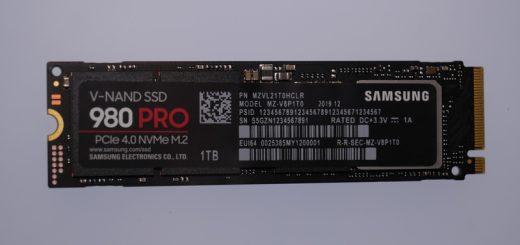 V-NAND SSD
980 PRO
PCIe 4.0 NVMe M.2
www.samsung.com/ssd
SAMSUNG ELECTRONICS CO., LTD.
1TB
PN MZVL21T0HCLR
MODEL MZ-V8P1T0 2019.12
PSID
SN S5GZN1234567891
EUI64 0025385MY1200001
SAMSUNG
RATED DC+3.3V 1A
R-R-SEC-MZ-V8P1T0